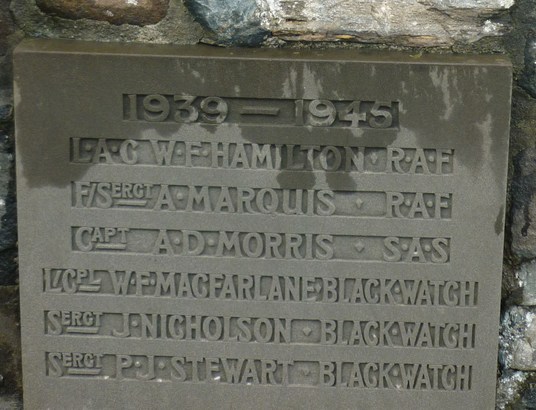 1939 — 1945
L·A·C W·F·HAMILTON·R·A·F
F/SERGT A·MARQUIS · R·A·F
CAPT A·D·MORRIS · S·A·S
L/CPL W·F·MACFARLANE·BLACK·WATCH
SERGT J·NICHOLSON · BLACK·WATCH
SERGT P·J·STEWART · BLACK·WATCH